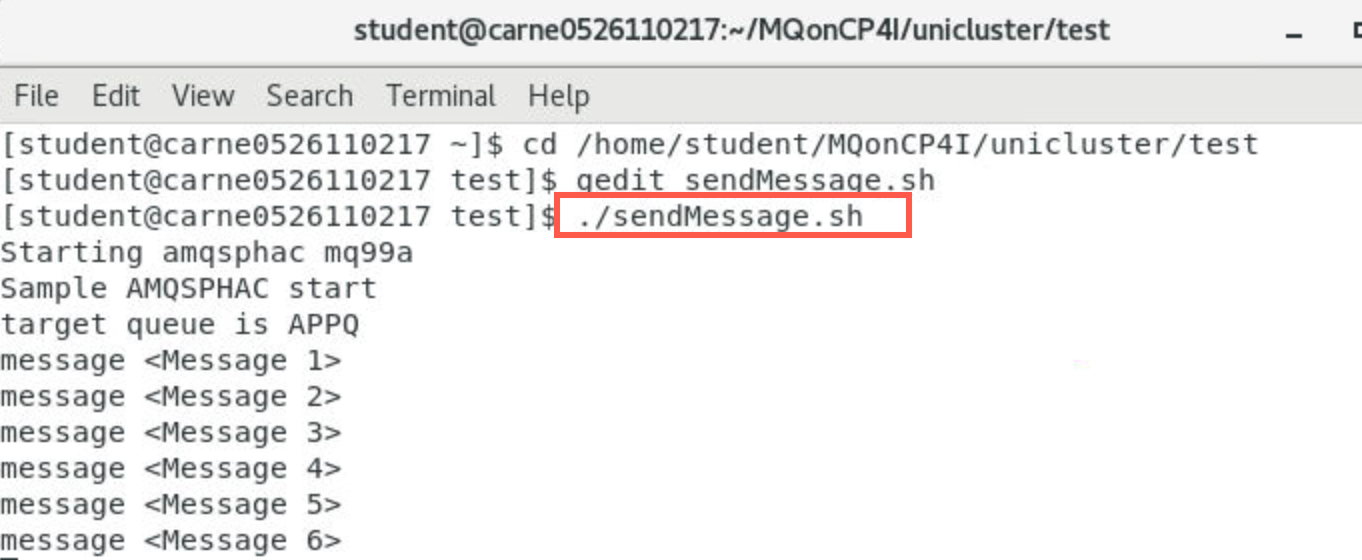 student@carne0526110217:~/MQonCP4I/unicluster/test
File Edit View Search Terminal Help
[student@carne0526110217 ~]$ cd /home/student/MQonCP4I/unicluster/test
[student@carne0526110217 test]$ gedit sendMessage.sh
[student@carne0526110217 test]$ ./sendMessage.sh
Starting amqsphac mq99a
Sample AMQSPHAC start
target queue is APPQ
message <Message 1>
message <Message 2>
message <Message 3>
message <Message 4>
message <Message 5>
message <Message 6>